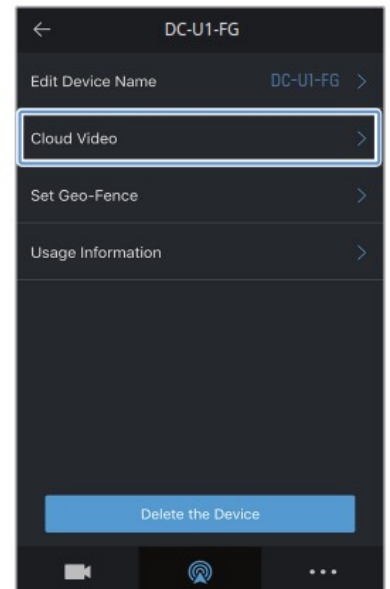 DC-U1-FG
Edit Device Name DC-U1-FG
Cloud Video
Set Geo-Fence
Usage Information
Delete the Device